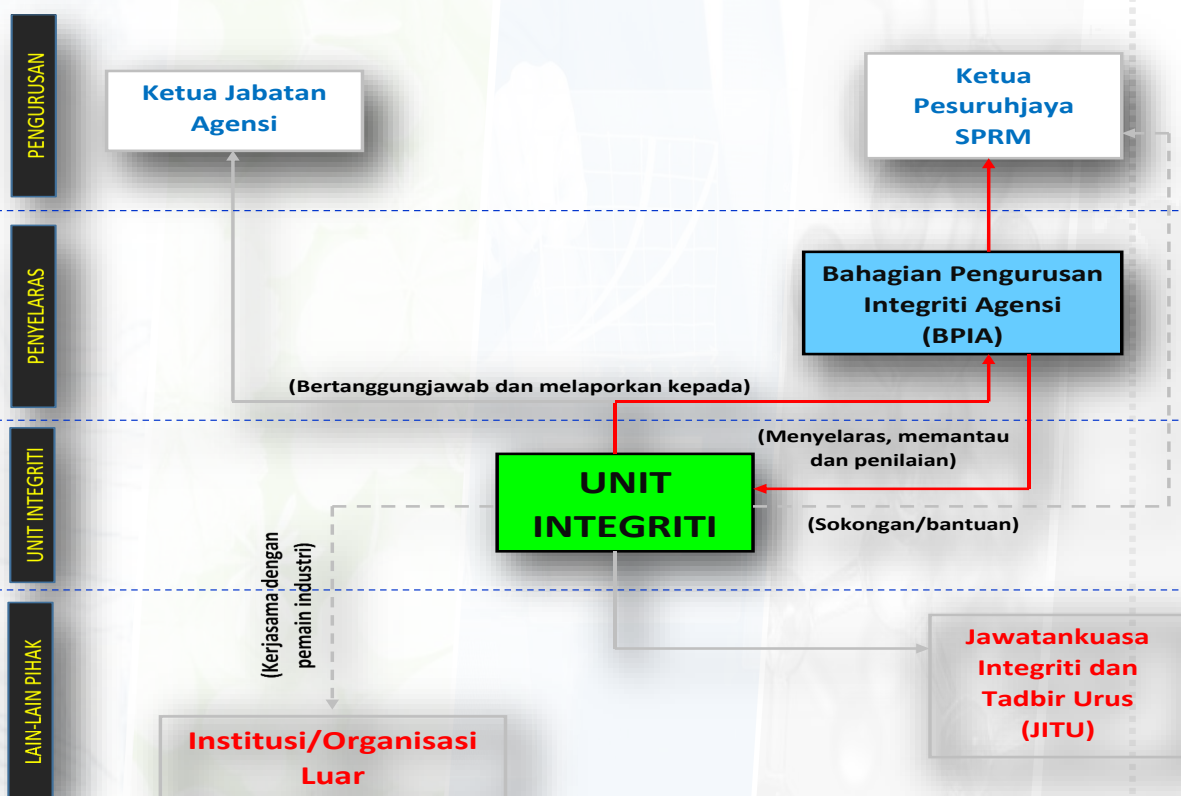 PENGURUSAN
Ketua Jabatan
Agensi
Ketua
Pesuruhjaya
SPRM
PENYELARAS
Bahagian Pengurusan
Integriti Agensi
(BPIA)
(Bertanggungjawab dan melaporkan kepada)
UNIT INTEGRITI
(Menyelaras, memantau
dan penilaian)
UNIT
INTEGRITI
(Sokongan/bantuan)
(Kerjasama dengan
pemain industri)
LAIN-LAIN PIHAK
Jawatankuasa
Integriti dan
Tadbir Urus
(JITU)
Institusi/Organisasi
Luar